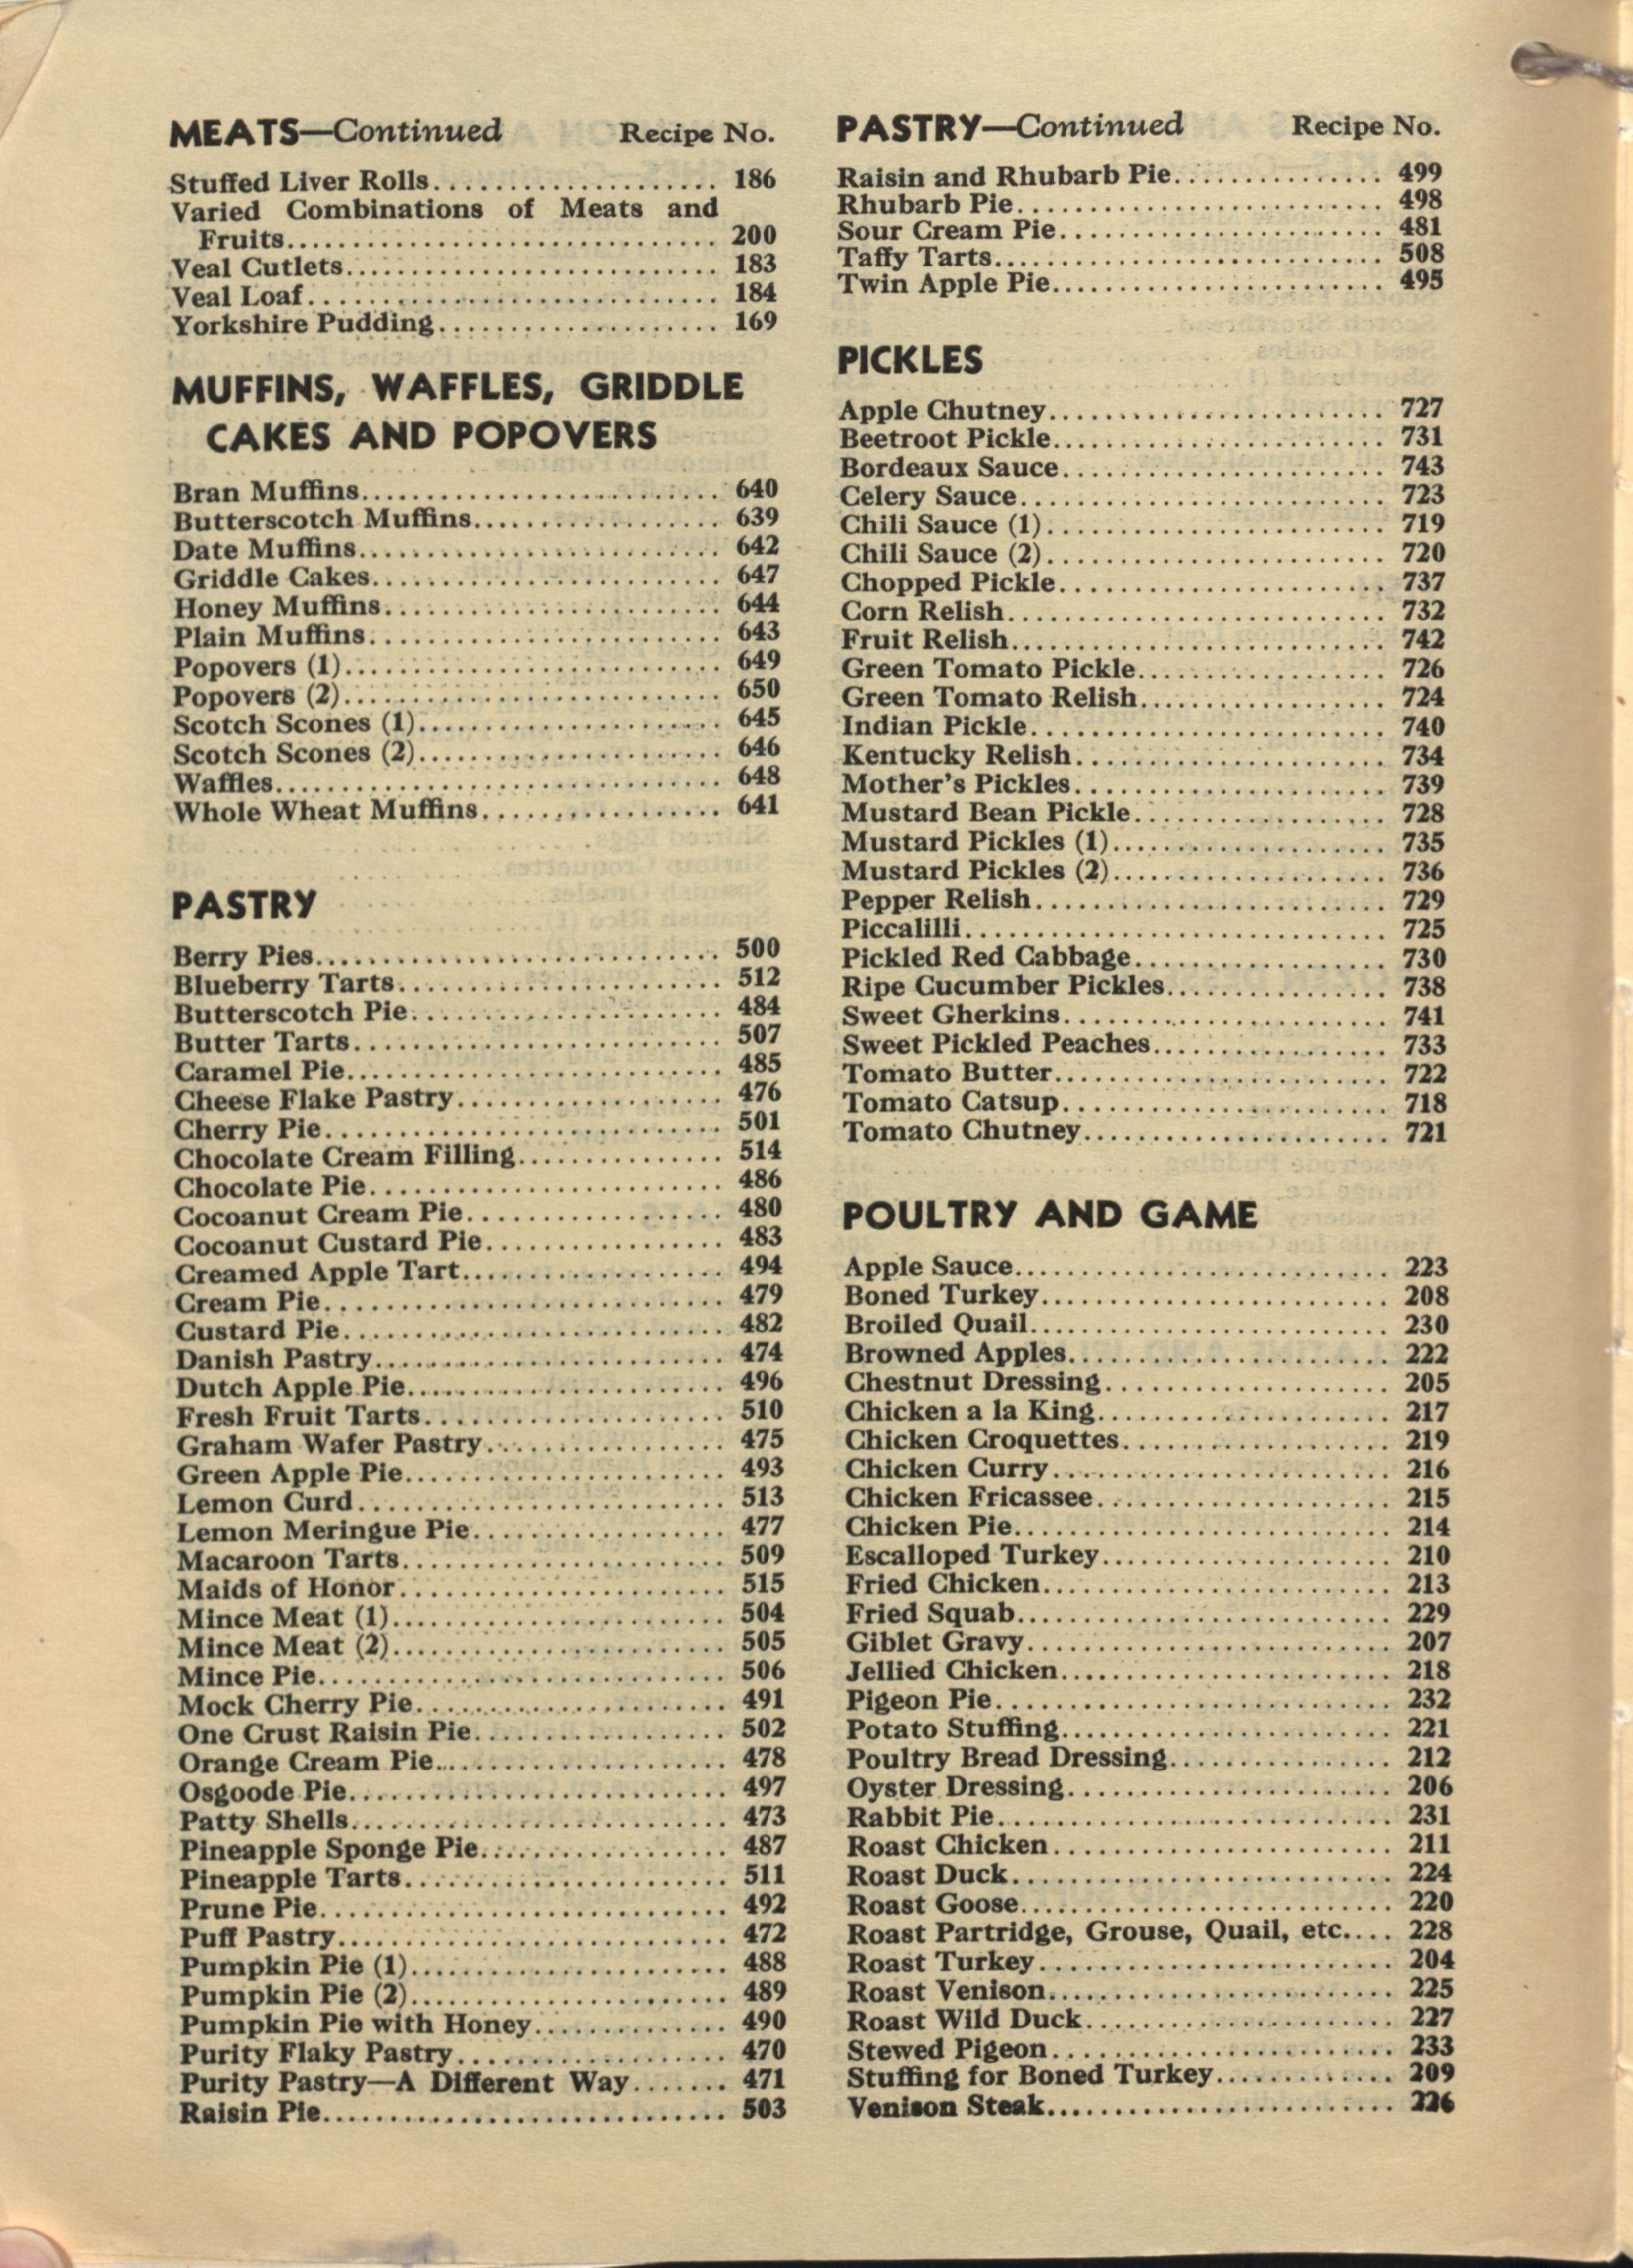 MEATS—Continued Recipe No.
Stuffed Liver Rolls.................... 186
Varied Combinations of Meats and
Fruits.............................. 200
Veal Cutlets.......................... 183
Veal Loaf............................. 184
Yorkshire Pudding.................... 169
MUFFINS, WAFFLES, GRIDDLE
CAKES AND POPOVERS
Bran Muffins......................... 640
Butterscotch Muffins................. 639
Date Muffins......................... 642
Griddle Cakes........................ 647
Honey Muffins....................... 644
Plain Muffins........................ 643
Popovers (1).......................... 649
Popovers (2).......................... 650
Scotch Scones (1)..................... 645
Scotch Scones (2)..................... 646
Waffles............................... 648
Whole Wheat Muffins................. 641
PASTRY
Berry Pies............................ 500
Blueberry Tarts....................... 512
Butterscotch Pie...................... 484
Butter Tarts.......................... 507
Caramel Pie.......................... 485
Cheese Flake Pastry................... 476
Cherry Pie............................ 501
Chocolate Cream Filling............... 514
Chocolate Pie......................... 486
Cocoanut Cream Pie.................. 480
Cocoanut Custard Pie................. 483
Creamed Apple Tart................... 494
Cream Pie............................ 479
Custard Pie........................... 482
Danish Pastry........................ 474
Dutch Apple Pie...................... 496
Fresh Fruit Tarts..................... 510
Graham Wafer Pastry................. 475
Green Apple Pie...................... 493
Lemon Curd.......................... 513
Lemon Meringue Pie.................. 477
Macaroon Tarts....................... 509
Maids of Honor....................... 515
Mince Meat (1)....................... 504
Mince Meat (2)....................... 505
Mince Pie............................. 506
Mock Cherry Pie...................... 491
One Crust Raisin Pie.................. 502
Orange Cream Pie.................... 478
Osgoode Pie.......................... 497
Patty Shells........................... 473
Pineapple Sponge Pie................. 487
Pineapple Tarts....................... 511
Prune Pie............................. 492
Puff Pastry............................ 472
Pumpkin Pie (1)...................... 488
Pumpkin Pie (2)...................... 489
Pumpkin Pie with Honey.............. 490
Purity Flaky Pastry................... 470
Purity Pastry—A Different Way....... 471
Raisin Pie............................. 503
PASTRY—Continued Recipe No.
Raisin and Rhubarb Pie............... 499
Rhubarb Pie.......................... 498
Sour Cream Pie....................... 481
Taffy Tarts............................ 508
Twin Apple Pie....................... 495
PICKLES
Apple Chutney........................ 727
Beetroot Pickle....................... 731
Bordeaux Sauce....................... 743
Celery Sauce.......................... 723
Chili Sauce (1)........................ 719
Chili Sauce (2)........................ 720
Chopped Pickle....................... 737
Corn Relish........................... 732
Fruit Relish........................... 742
Green Tomato Pickle.................. 726
Green Tomato Relish................. 724
Indian Pickle......................... 740
Kentucky Relish...................... 734
Mother's Pickles...................... 739
Mustard Bean Pickle.................. 728
Mustard Pickles (1)................... 735
Mustard Pickles (2)................... 736
Pepper Relish......................... 729
Piccalilli.............................. 725
Pickled Red Cabbage.................. 730
Ripe Cucumber Pickles............... 738
Sweet Gherkins....................... 741
Sweet Pickled Peaches................ 733
Tomato Butter........................ 722
Tomato Catsup....................... 718
Tomato Chutney...................... 721
POULTRY AND GAME
Apple Sauce.......................... 223
Boned Turkey........................ 208
Broiled Quail......................... 230
Browned Apples...................... 222
Chestnut Dressing.................... 205
Chicken a la King..................... 217
Chicken Croquettes................... 219
Chicken Curry........................ 216
Chicken Fricassee..................... 215
Chicken Pie........................... 214
Escalloped Turkey.................... 210
Fried Chicken......................... 213
Fried Squab........................... 229
Giblet Gravy.......................... 207
Jellied Chicken........................ 218
Pigeon Pie............................. 232
Potato Stuffing........................ 221
Poultry Bread Dressing............... 212
Oyster Dressing....................... 206
Rabbit Pie............................ 231
Roast Chicken........................ 211
Roast Duck........................... 224
Roast Goose.......................... 220
Roast Partridge, Grouse, Quail, etc.... 228
Roast Turkey......................... 204
Roast Venison........................ 225
Roast Wild Duck...................... 227
Stewed Pigeon........................ 233
Stuffing for Boned Turkey............. 209
Venison Steak........................ 226